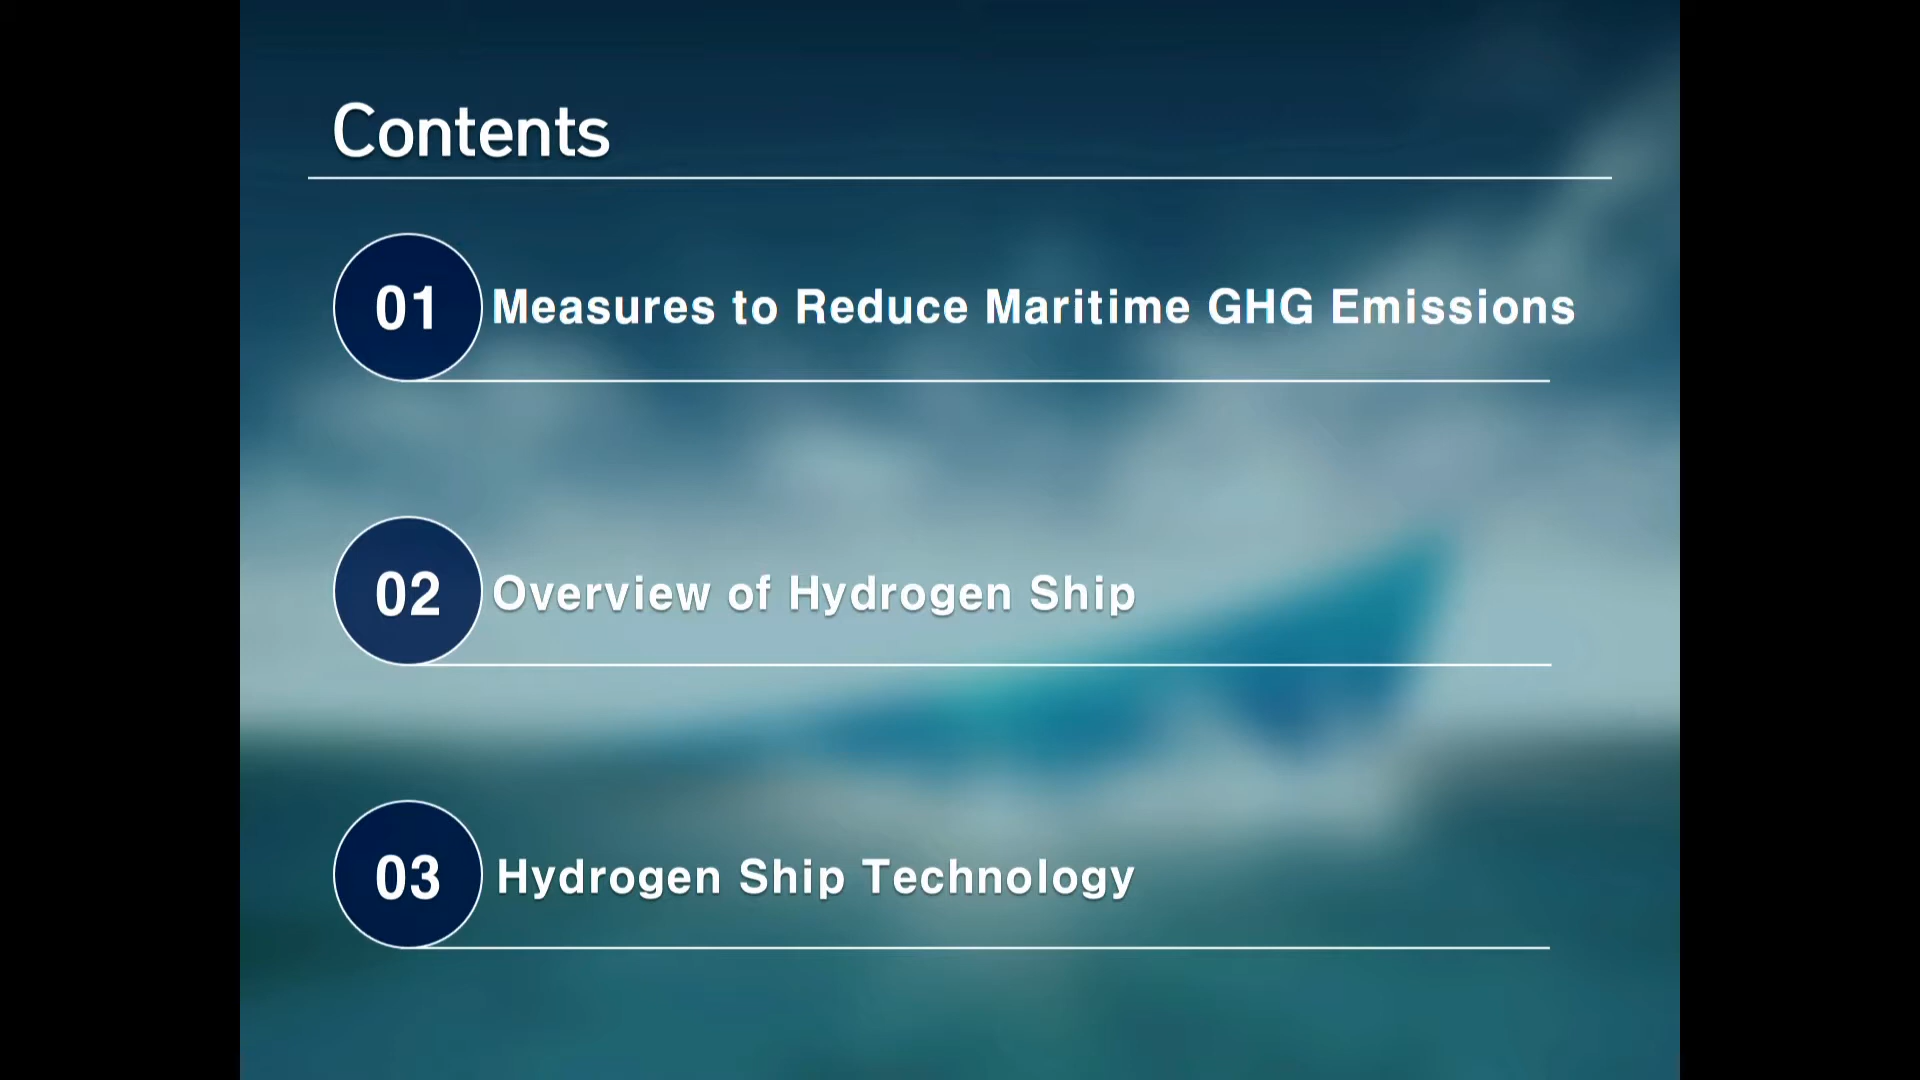 Contents
01 Measures to Reduce Maritime GHG Emissions
02 Overview of Hydrogen Ship
03 Hydrogen Ship Technology